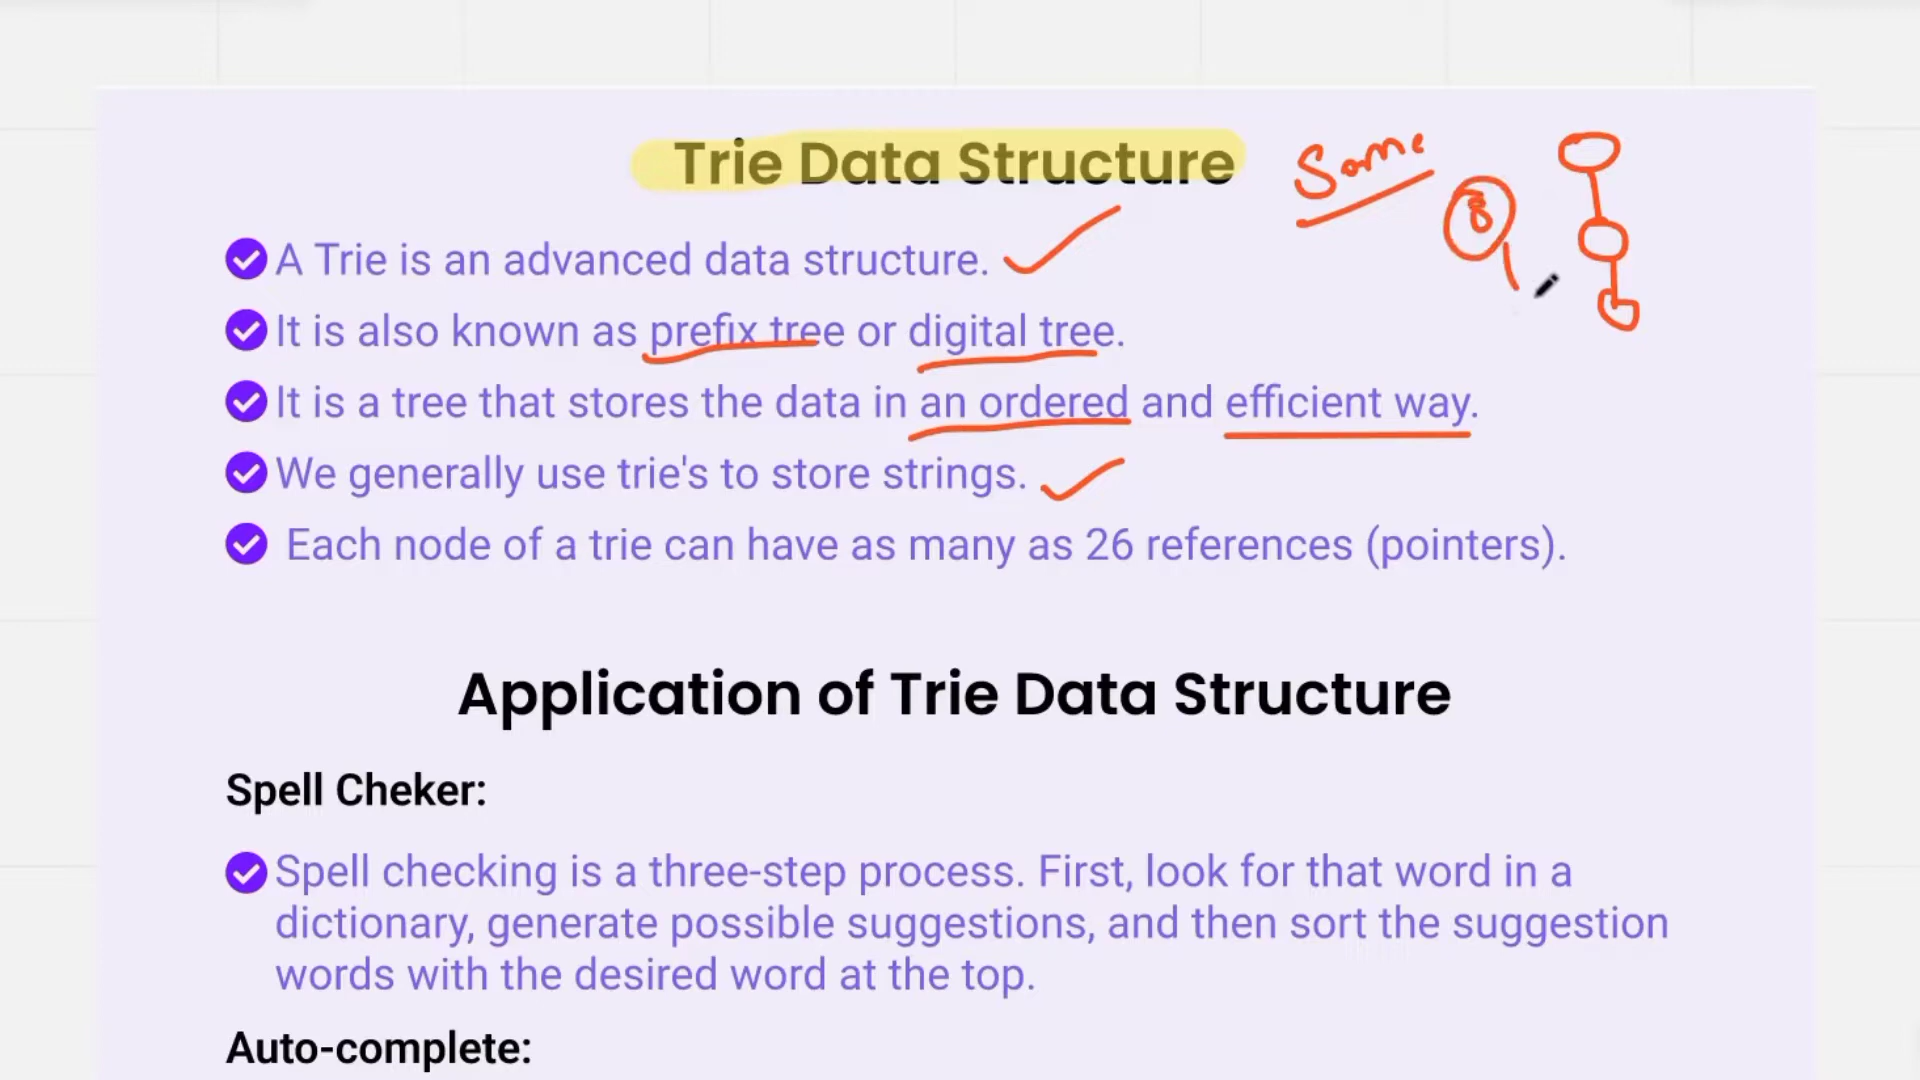 Trie Data Structure
Same
A Trie is an advanced data structure.
It is also known as prefix tree or digital tree.
It is a tree that stores the data in an ordered and efficient way.
We generally use trie's to store strings.
Each node of a trie can have as many as 26 references (pointers).
Application of Trie Data Structure
Spell Cheker:
Spell checking is a three-step process. First, look for that word in a
dictionary, generate possible suggestions, and then sort the suggestion
words with the desired word at the top.
Auto-complete: